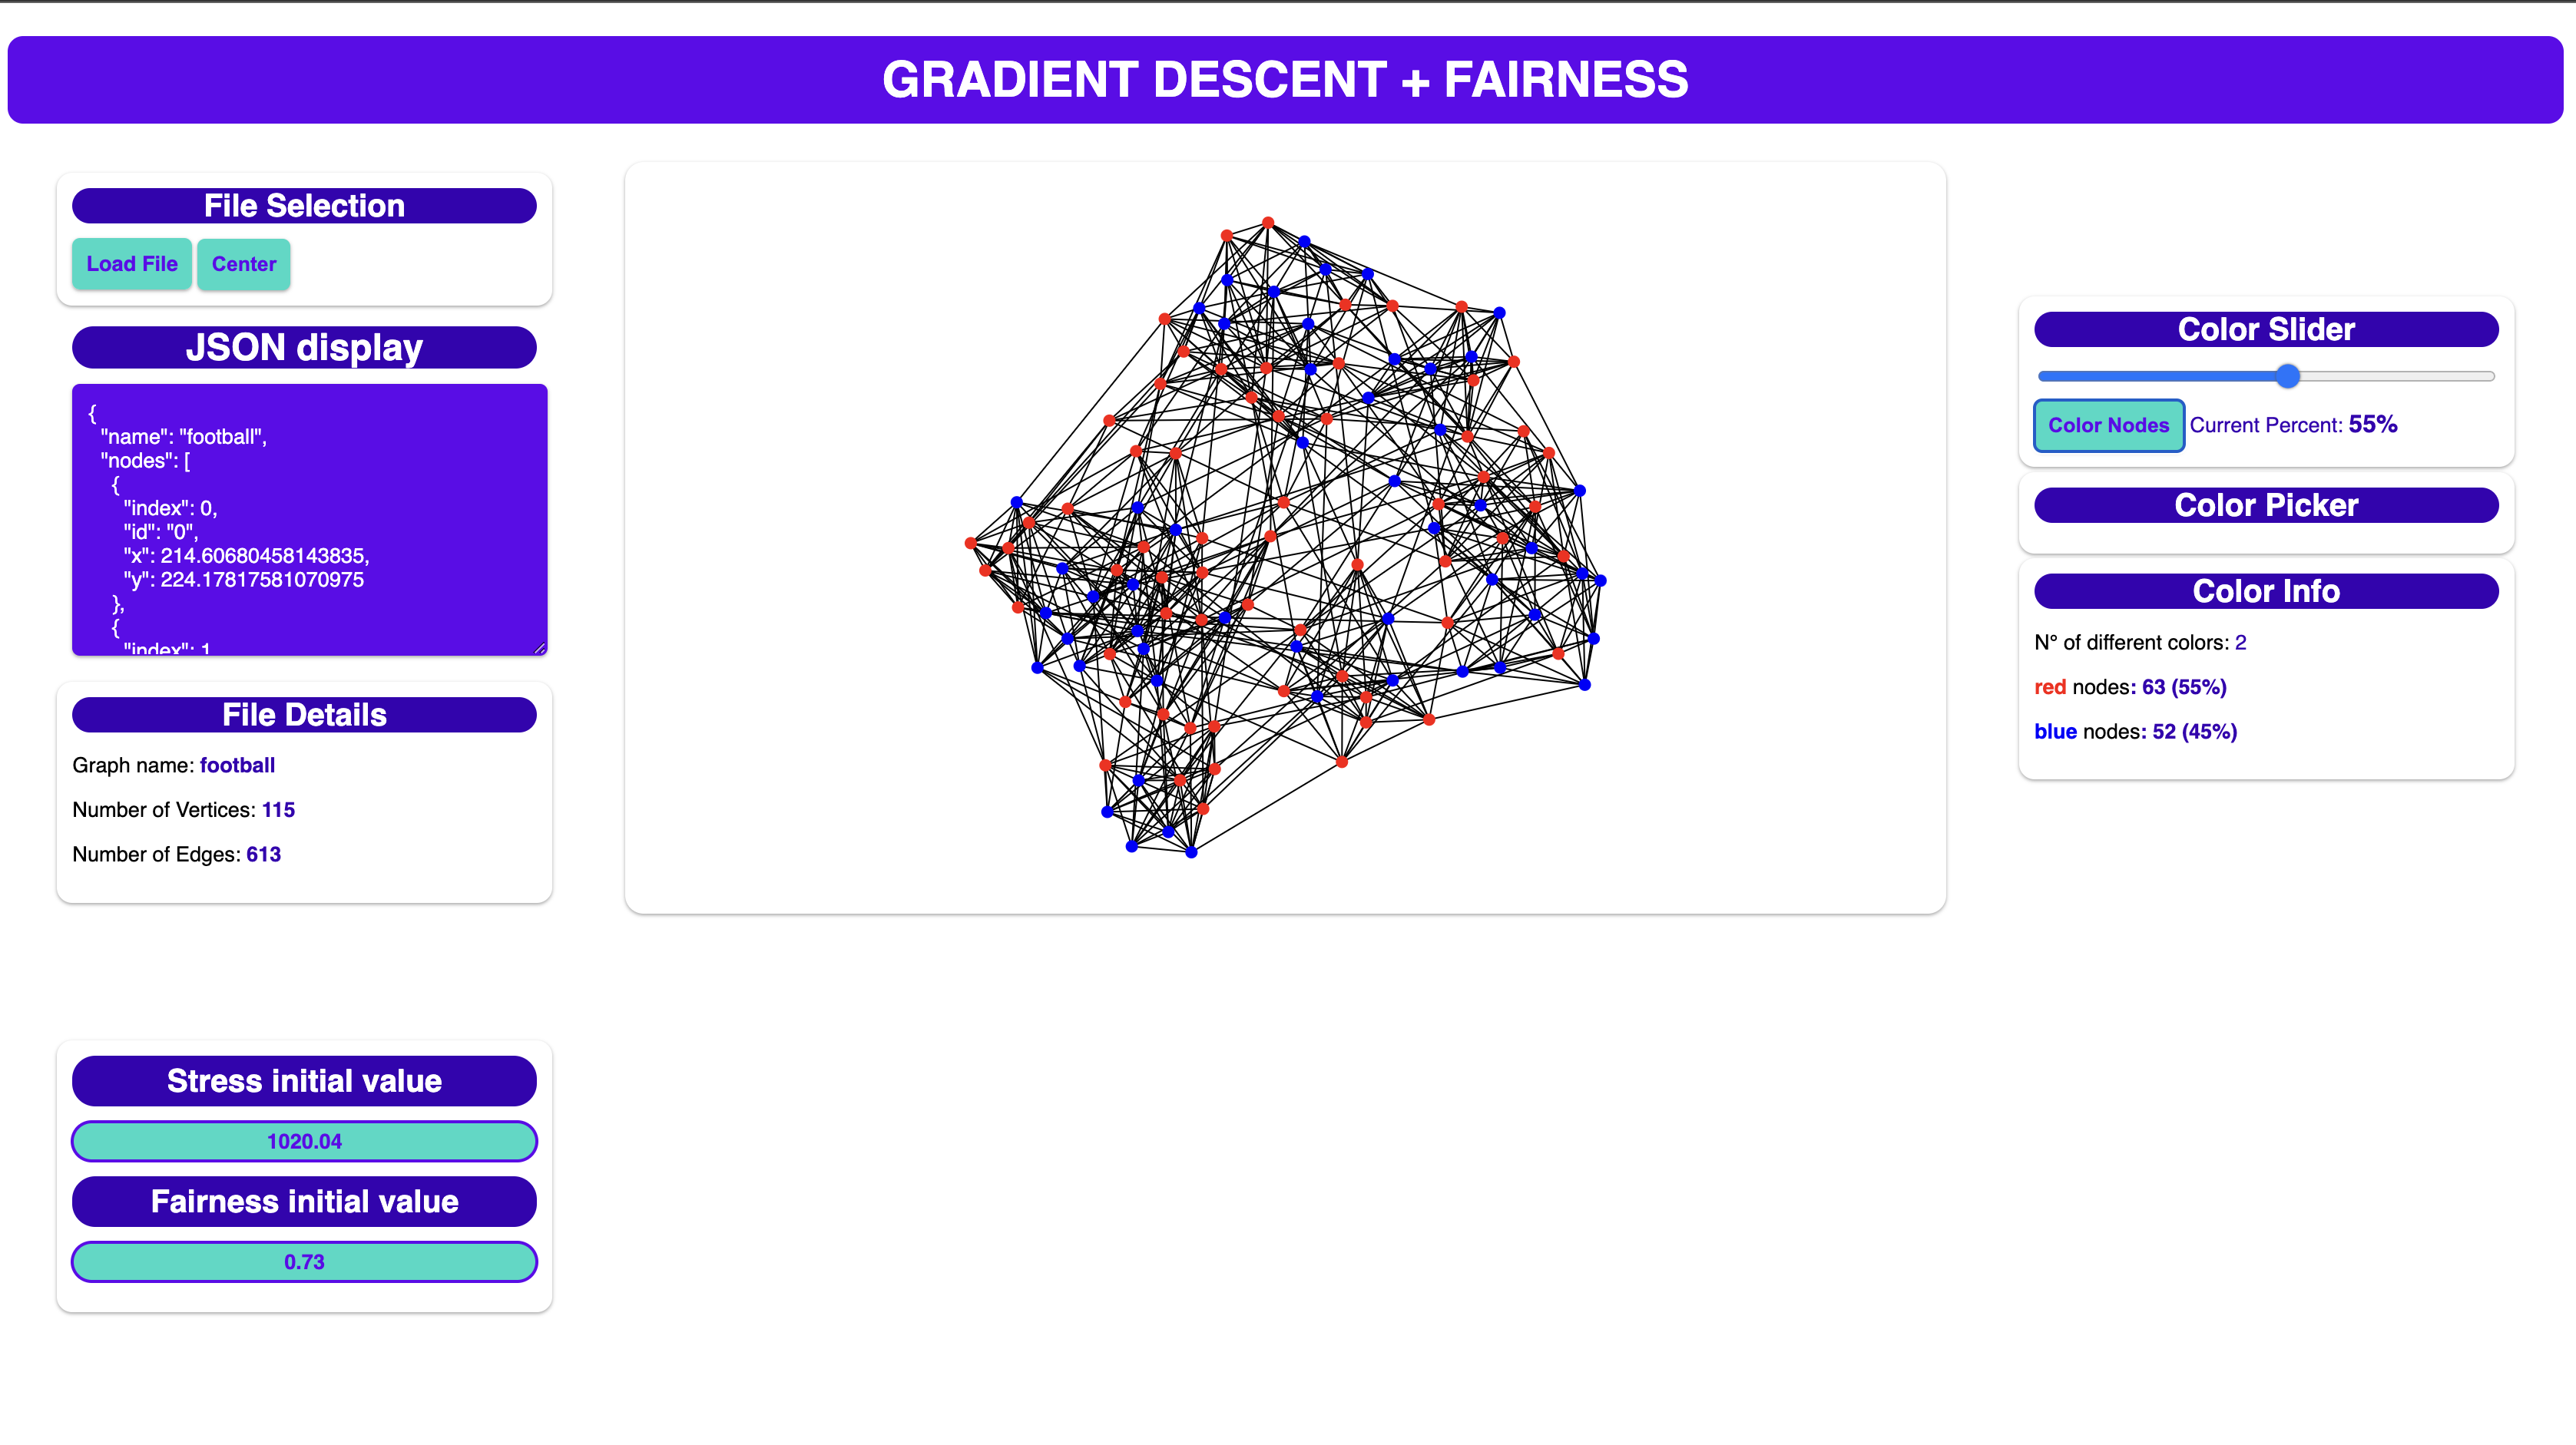 GRADIENT DESCENT + FAIRNESS
File Selection
Load File
Center
JSON display
{
"name": "football",
"nodes": [
{
"index": 0,
"id": "0",
"x": 214.60680458143835,
"y": 224.17817581070975
},
{
"index": 1
File Details
Graph name: football
Number of Vertices: 115
Number of Edges: 613
Stress initial value
1020.04
Fairness initial value
0.73
Color Slider
Color Nodes
Current Percent: 55%
Color Picker
Color Info
N° of different colors: 2
red nodes: 63 (55%)
blue nodes: 52 (45%)